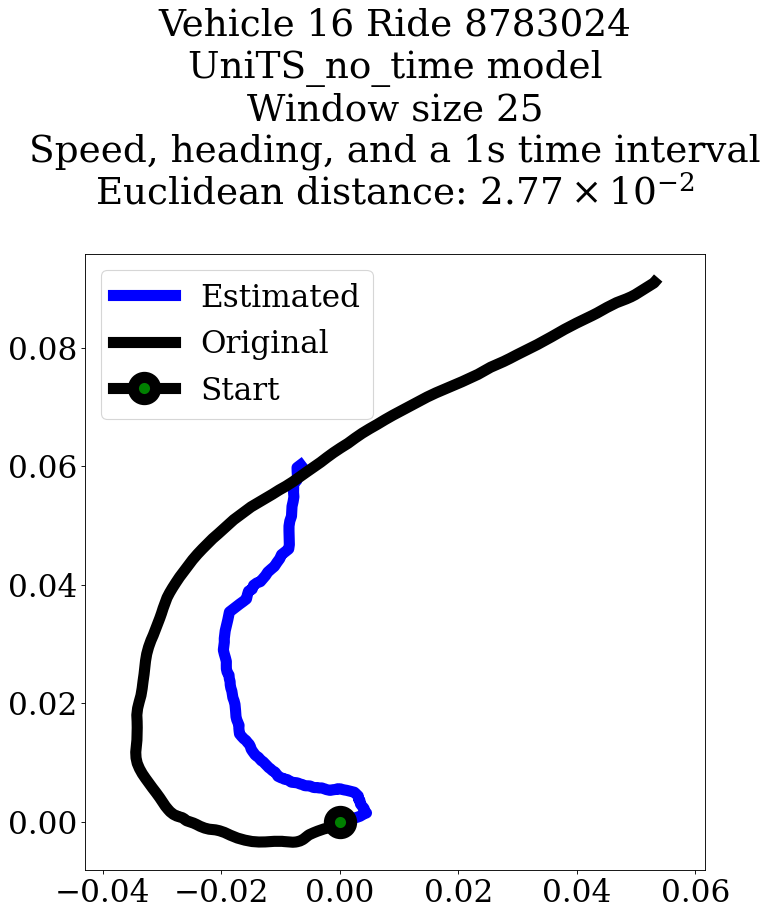 Vehicle 16 Ride 8783024
UniTS_no_time model
Window size 25
Speed, heading, and a 1s time interval
Euclidean distance: 2.77 × 10⁻²
Estimated
Original
Start
0.08
0.06
0.04
0.02
0.00
−0.04 −0.02 0.00 0.02 0.04 0.06